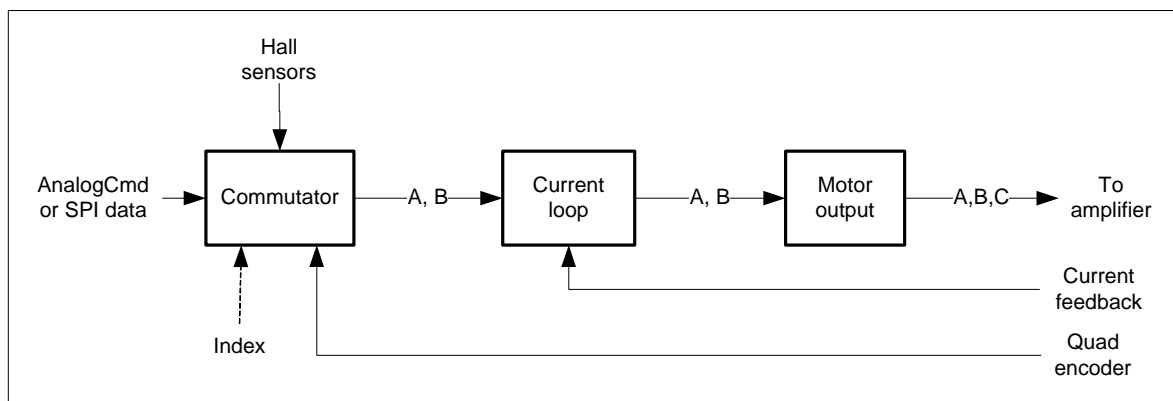 Hall
sensors
AnalogCmd
or SPI data
Commutator
A, B
Current
loop
A, B
Motor
output
A,B,C
To
amplifier
Current
feedback
Index
Quad
encoder